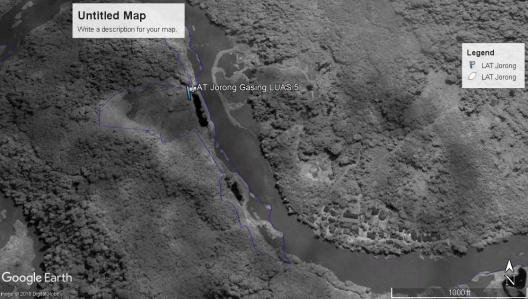 Untitled Map
Write a description for your map.
Legend
LAT Jorong
LAT Jorong
LAT Jorong Gasing LUAS 5
Google Earth
N
1000 ft